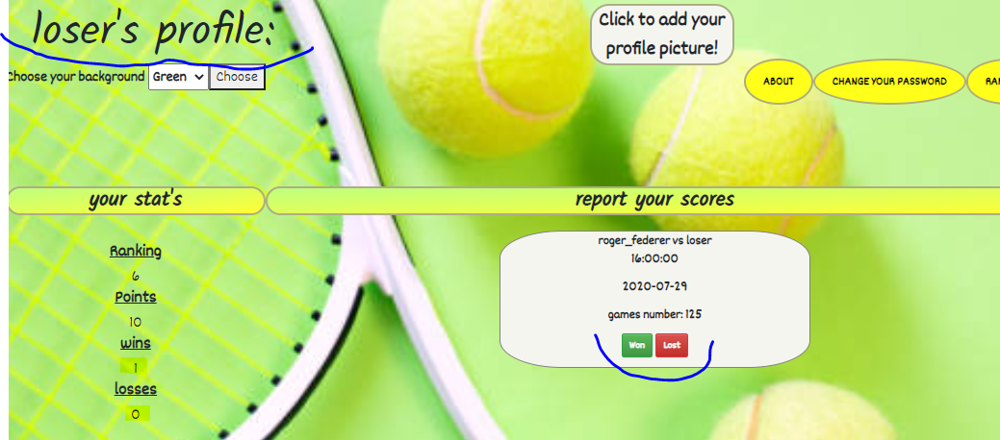 loser's profile:
Click to add your
profile picture!
Choose your background Green Choose
ABOUT
CHANGE YOUR PASSWORD
your stat's
report your scores
Ranking
6
Points
10
wins
1
losses
0
roger_federer vs loser
16:00:00
2020-07-29
games number: 125
Won Lost